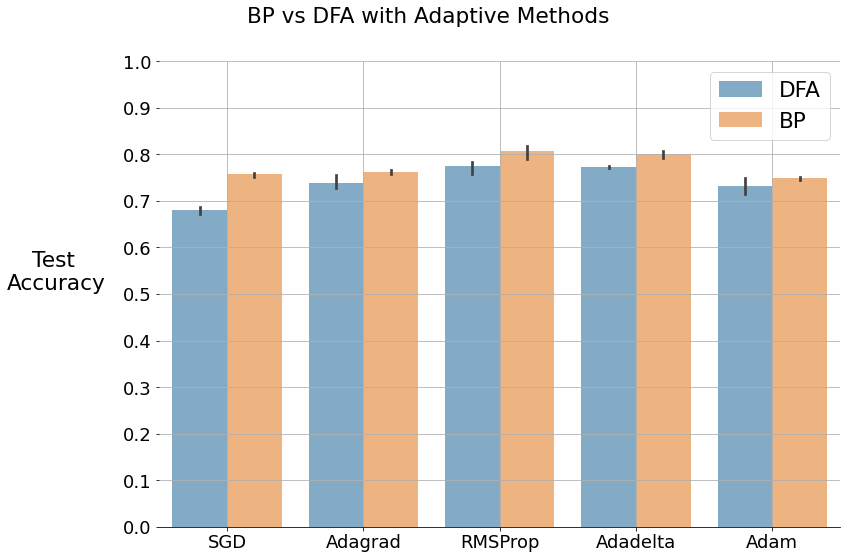 BP vs DFA with Adaptive Methods
1.0
0.9
0.8
0.7
0.6
0.5
0.4
0.3
0.2
0.1
0.0
Test
Accuracy
DFA
BP
SGD
Adagrad
RMSProp
Adadelta
Adam